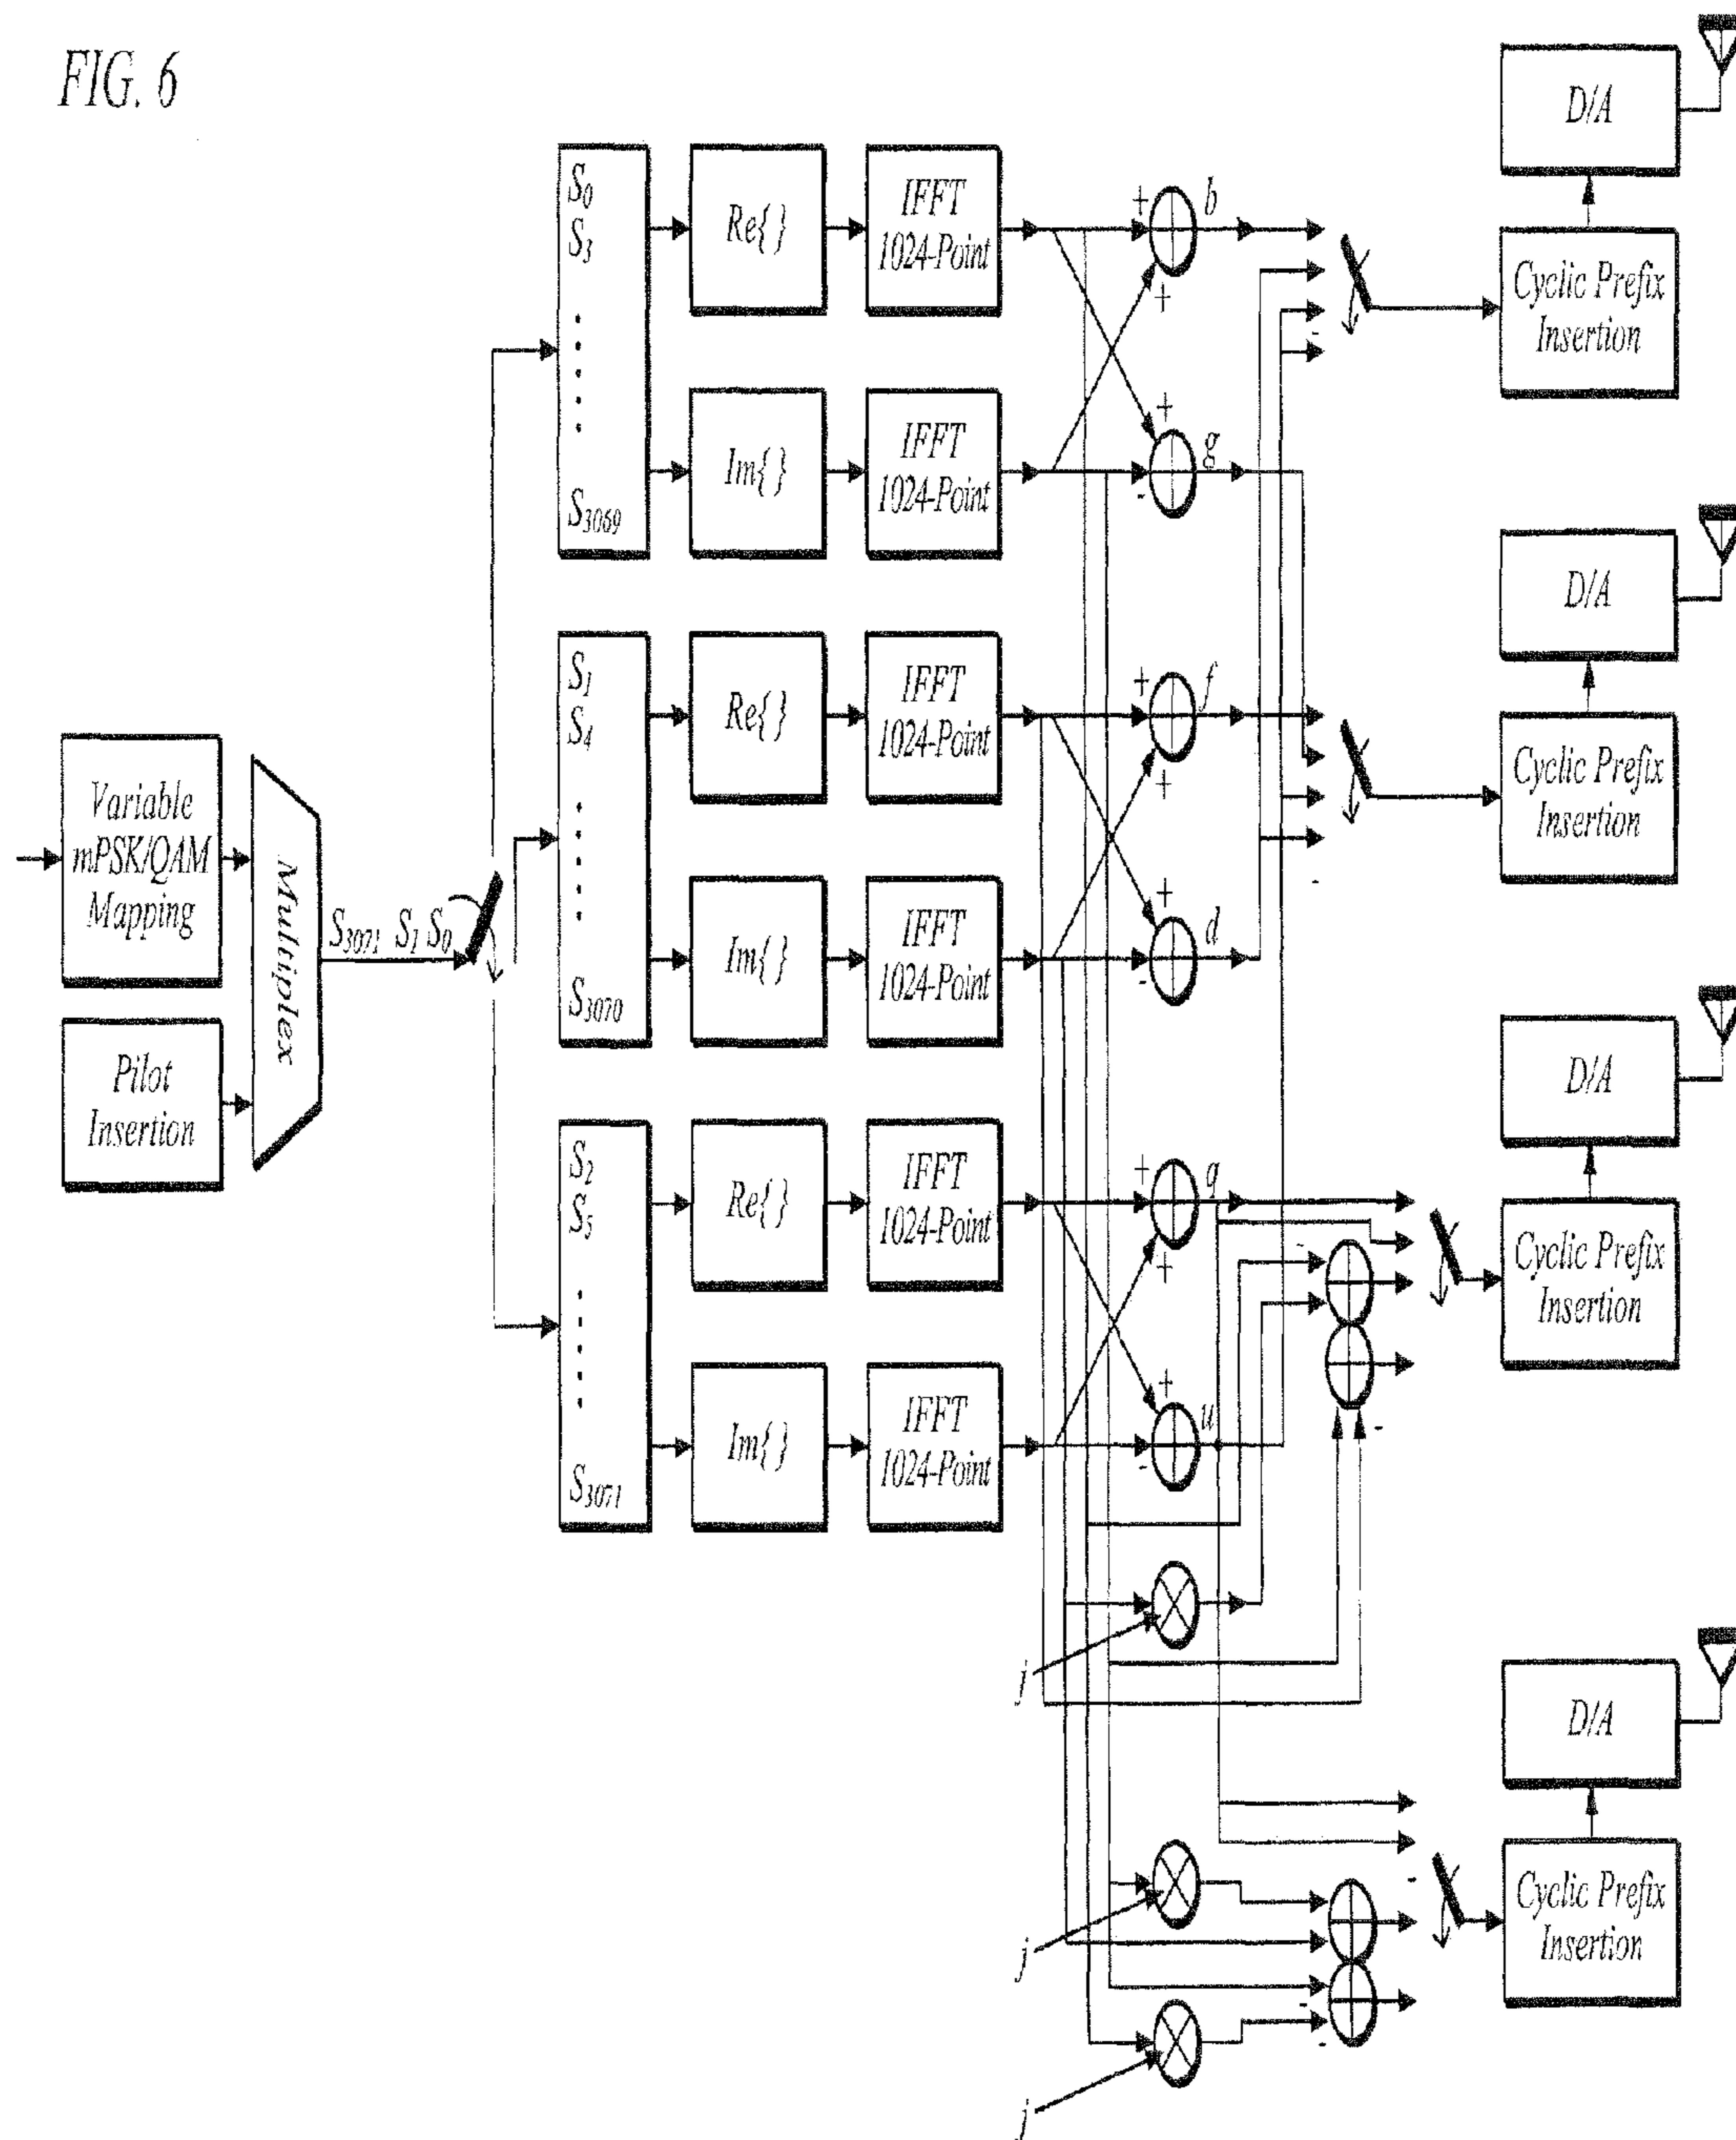 FIG. 6
Variable
mPSK/QAM
Mapping
Pilot
Insertion
Multiplex
S3071 S1 S0
S0
S3
S3069
Re{ }
IFFT
1024-Point
Im{ }
IFFT
1024-Point
S1
S4
S3070
Re{ }
IFFT
1024-Point
Im{ }
IFFT
1024-Point
S2
S5
S3071
Re{ }
IFFT
1024-Point
Im{ }
IFFT
1024-Point
+ b
+
+ g
-
+ f
+
+ d
-
+ q
+
+ u
-
j
j
j
-
-
-
-
-
-
-
D/A
Cyclic Prefix
Insertion
D/A
Cyclic Prefix
Insertion
D/A
Cyclic Prefix
Insertion
D/A
Cyclic Prefix
Insertion